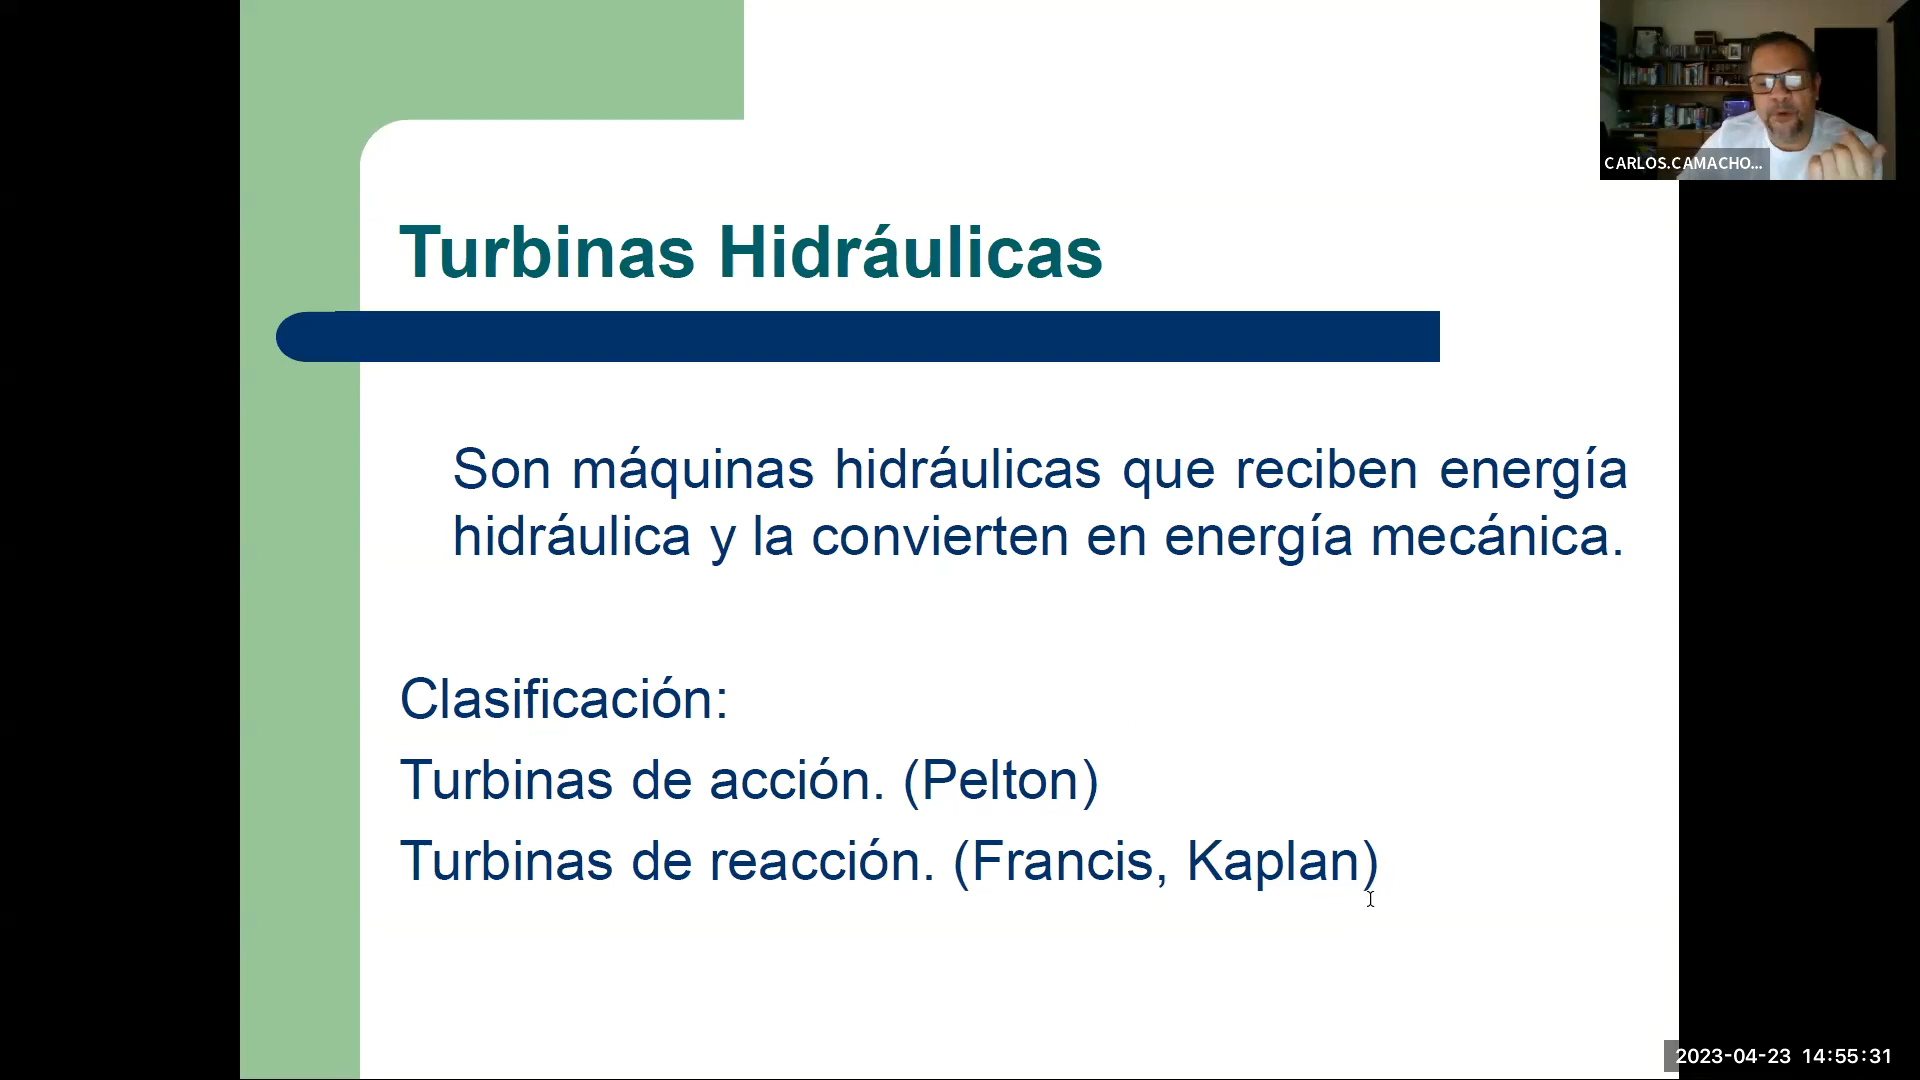 CARLOS.CAMACHO...
Turbinas Hidráulicas
Son máquinas hidráulicas que reciben energía
hidráulica y la convierten en energía mecánica.
Clasificación:
Turbinas de acción. (Pelton)
Turbinas de reacción. (Francis, Kaplan)
2023-04-23 14:55:31